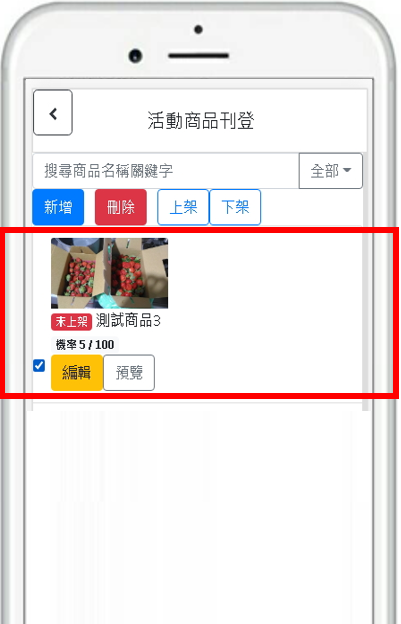 活動商品刊登
搜尋商品名稱關鍵字 全部
新增 刪除 上架 下架
未上架 測試商品3
機率 5 / 100
編輯 預覽